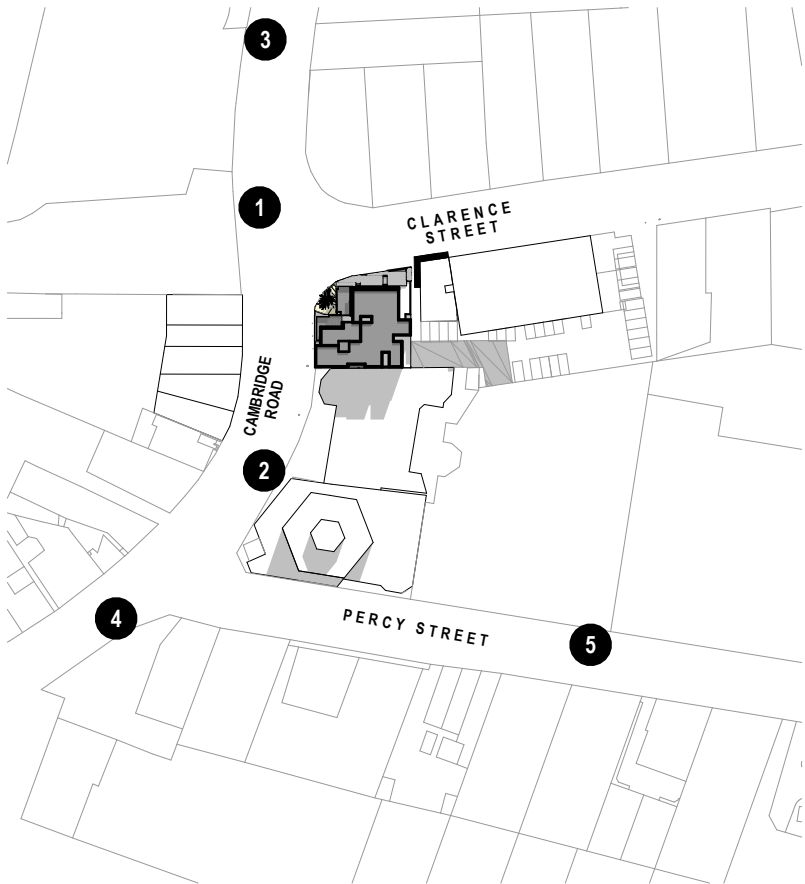 3
1
CLARENCE
STREET
CAMBRIDGE
ROAD
2
4
PERCY STREET
5